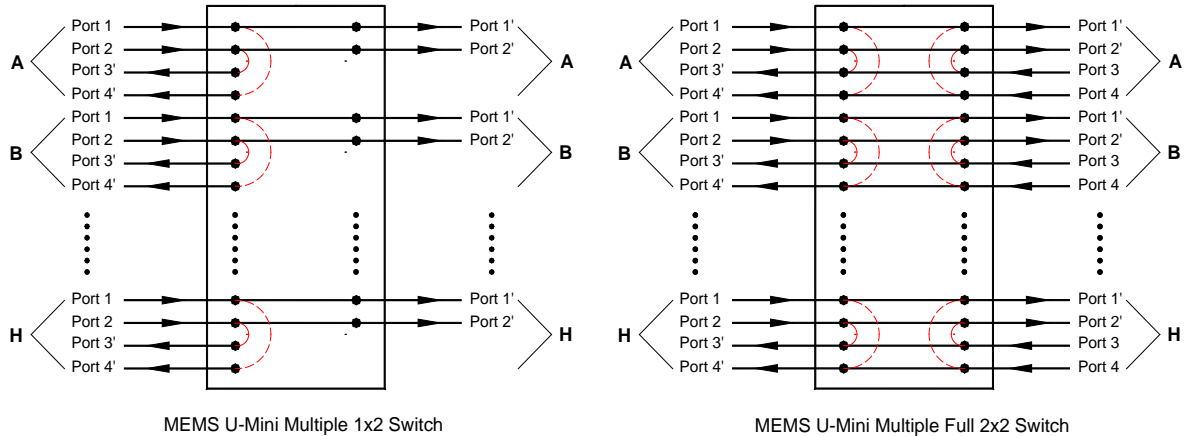 Port 1 Port 1'
Port 2 Port 2'
A A
Port 3'
Port 4'
Port 1 Port 1'
Port 2 Port 2'
B B
Port 3'
Port 4'
Port 1 Port 1'
Port 2 Port 2'
H H
Port 3'
Port 4'
MEMS U-Mini Multiple 1x2 Switch
Port 1 Port 1'
Port 2 Port 2'
A A
Port 3' Port 3
Port 4' Port 4
Port 1 Port 1'
Port 2 Port 2'
B B
Port 3' Port 3
Port 4' Port 4
Port 1 Port 1'
Port 2 Port 2'
H H
Port 3' Port 3
Port 4' Port 4
MEMS U-Mini Multiple Full 2x2 Switch